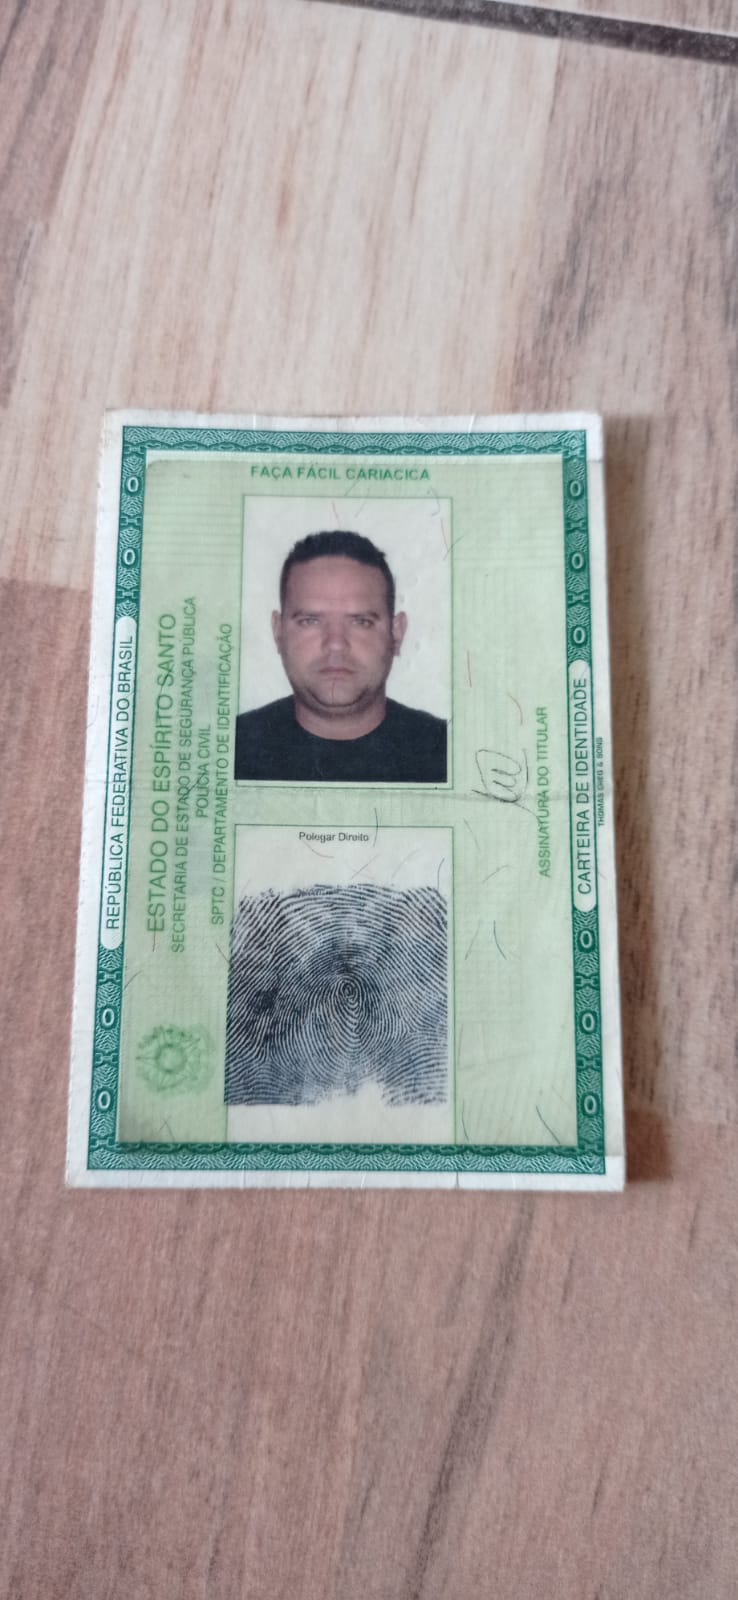 FAÇA FÁCIL CARIACICA
REPÚBLICA FEDERATIVA DO BRASIL
ESTADO DO ESPÍRITO SANTO
SECRETARIA DE ESTADO DE SEGURANÇA PÚBLICA
POLÍCIA CIVIL
SPTC / DEPARTAMENTO DE IDENTIFICAÇÃO
Polegar Direito
ASSINATURA DO TITULAR
CARTEIRA DE IDENTIDADE
THOMAS GREG & SONS